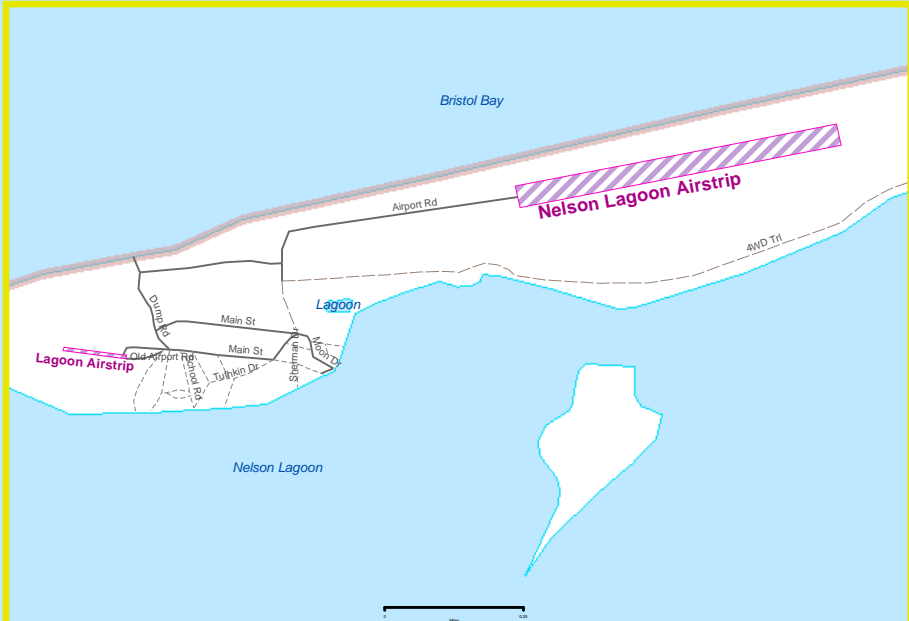 Bristol Bay
Nelson Lagoon Airstrip
Airport Rd
4WD Trl
Lagoon
Dump Rd
Main St
Sherman Dr
Moon Dr
Main St
Old Airport Rd
Lagoon Airstrip
School Rd
Nelson Lagoon
0
0.25